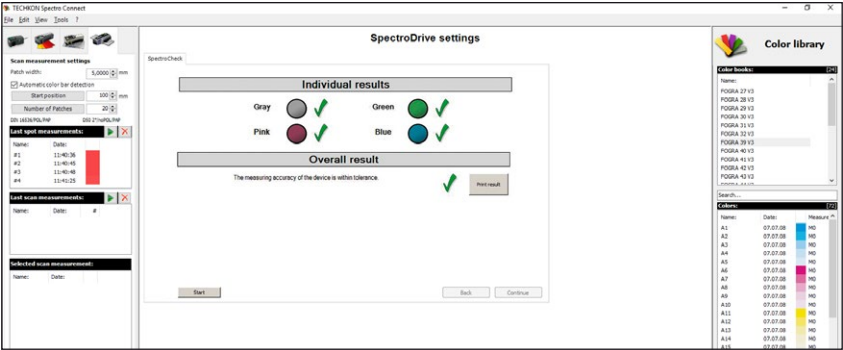 TECHKON Spectro Connect
File Edit View Tools ?
Scan measurement settings
Patch width: 5,0000 mm
Automatic color bar detection
Start position 100 mm
Number of Patches 20
Last spot measurements:
Name: Date:
#1 11:40:36
#2 11:40:45
#3 11:40:48
#4 11:41:25
Last scan measurements:
Name: Date: #
Selected scan measurement:
Name: Date:
SpectroDrive settings
SpectroCheck
Individual results
Gray Green
Pink Blue
Overall result
The measuring accuracy of the device is within tolerance.
Print result
Start Back Continue
Color library
Color books: [24]
Name:
FOGRA 27 V3
FOGRA 28 V3
FOGRA 29 V3
FOGRA 30 V3
FOGRA 31 V3
FOGRA 32 V3
FOGRA 39 V3
FOGRA 40 V3
FOGRA 41 V3
FOGRA 42 V3
FOGRA 43 V3
Search...
Colors: [72]
Name: Date: Measure
A1 07.07.08 M0
A2 07.07.08 M0
A3 07.07.08 M0
A4 07.07.08 M0
A5 07.07.08 M0
A6 07.07.08 M0
A7 07.07.08 M0
A8 07.07.08 M0
A9 07.07.08 M0
A10 07.07.08 M0
A11 07.07.08 M0
A12 07.07.08 M0
A13 07.07.08 M0
A14 07.07.08 M0
A15 07.07.08 M0